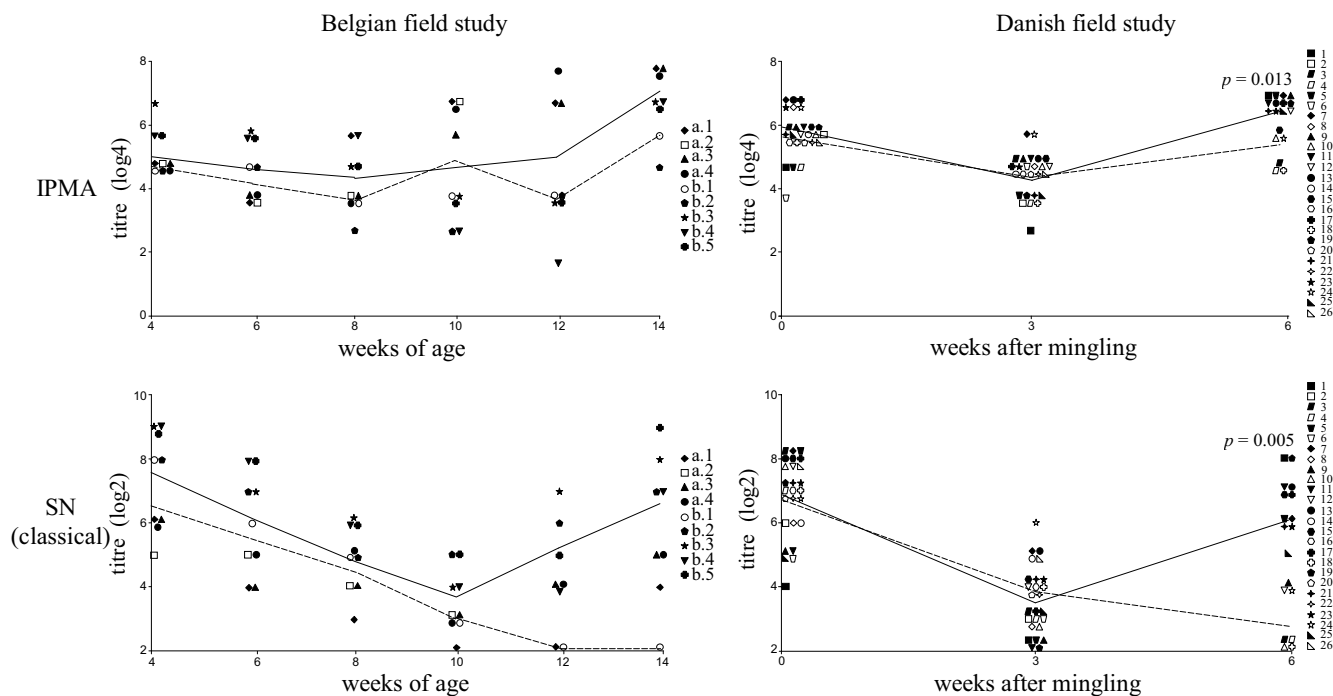 Belgian field study
Danish field study
IPMA
titre (log4)
8
6
4
2
0
4 6 8 10 12 14
weeks of age
a.1
a.2
a.3
a.4
b.1
b.2
b.3
b.4
b.5
titre (log4)
8
6
4
2
0
0 3 6
weeks after mingling
p = 0.013
1
2
3
4
5
6
7
8
9
10
11
12
13
14
15
16
17
18
19
20
21
22
23
24
25
26
SN
(classical)
titre (log2)
10
8
6
4
2
4 6 8 10 12 14
weeks of age
a.1
a.2
a.3
a.4
b.1
b.2
b.3
b.4
b.5
titre (log2)
10
8
6
4
2
0 3 6
weeks after mingling
p = 0.005
1
2
3
4
5
6
7
8
9
10
11
12
13
14
15
16
17
18
19
20
21
22
23
24
25
26